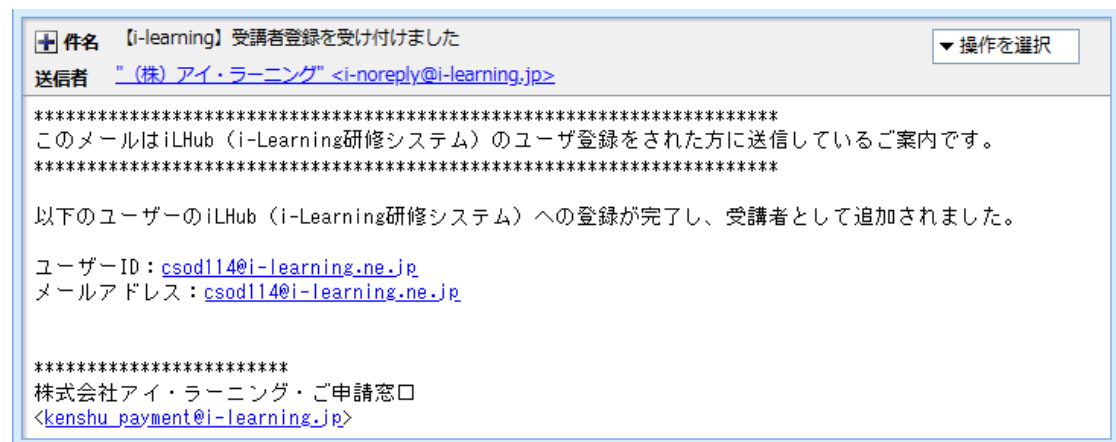 件名 【i-learning】受講者登録を受け付けました
▼操作を選択
送信者 "（株）アイ・ラーニング" <i-noreply@i-learning.jp>
**********************************************************************
このメールはiLHub（i-Learning研修システム）のユーザ登録をされた方に送信しているご案内です。
**********************************************************************
以下のユーザーのiLHub（i-Learning研修システム）への登録が完了し、受講者として追加されました。
ユーザーID：csod114@i-learning.ne.jp
メールアドレス：csod114@i-learning.ne.jp
************************
株式会社アイ・ラーニング・ご申請窓口
<kenshu_payment@i-learning.jp>